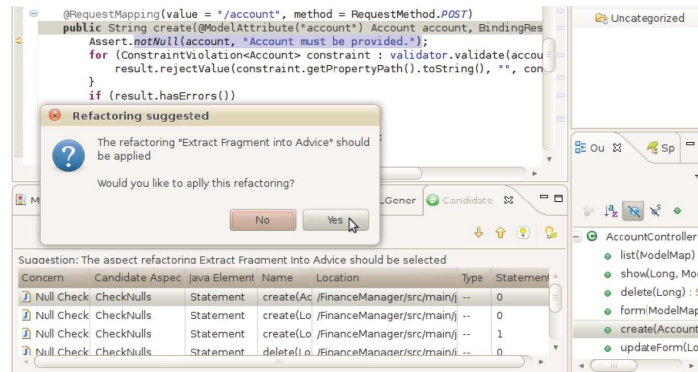 @RequestMapping(value = "/account", method = RequestMethod.POST)
public String create(@ModelAttribute("account") Account account, BindingRes
Assert.notNull(account, "Account must be provided.");
for (ConstraintViolation<Account> constraint : validator.validate(accou
result.rejectValue(constraint.getPropertyPath().toString(), "", con
}
if (result.hasErrors())
Uncategorized
Refactoring suggested
The refactoring "Extract Fragment into Advice" should
be applied
Would you like to aplly this refactoring?
No Yes
Ou Sp
M .Gener Candidate
Suggestion: The aspect refactoring Extract Fragment Into Advice should be selected
Concern Candidate Aspec Java Element Name Location Type Statement
Null Check CheckNulls Statement create(Ac /FinanceManager/src/main/j -- 0
Null Check CheckNulls Statement create(Lo /FinanceManager/src/main/j -- 0
Null Check CheckNulls Statement create(Lo /FinanceManager/src/main/j -- 1
Null Check CheckNulls Statement delete(Lo /FinanceManager/src/main/j -- 0
AccountController
list(ModelMap)
show(Long, Mo
delete(Long) : S
form(ModelMap
create(Account
updateForm(Lo